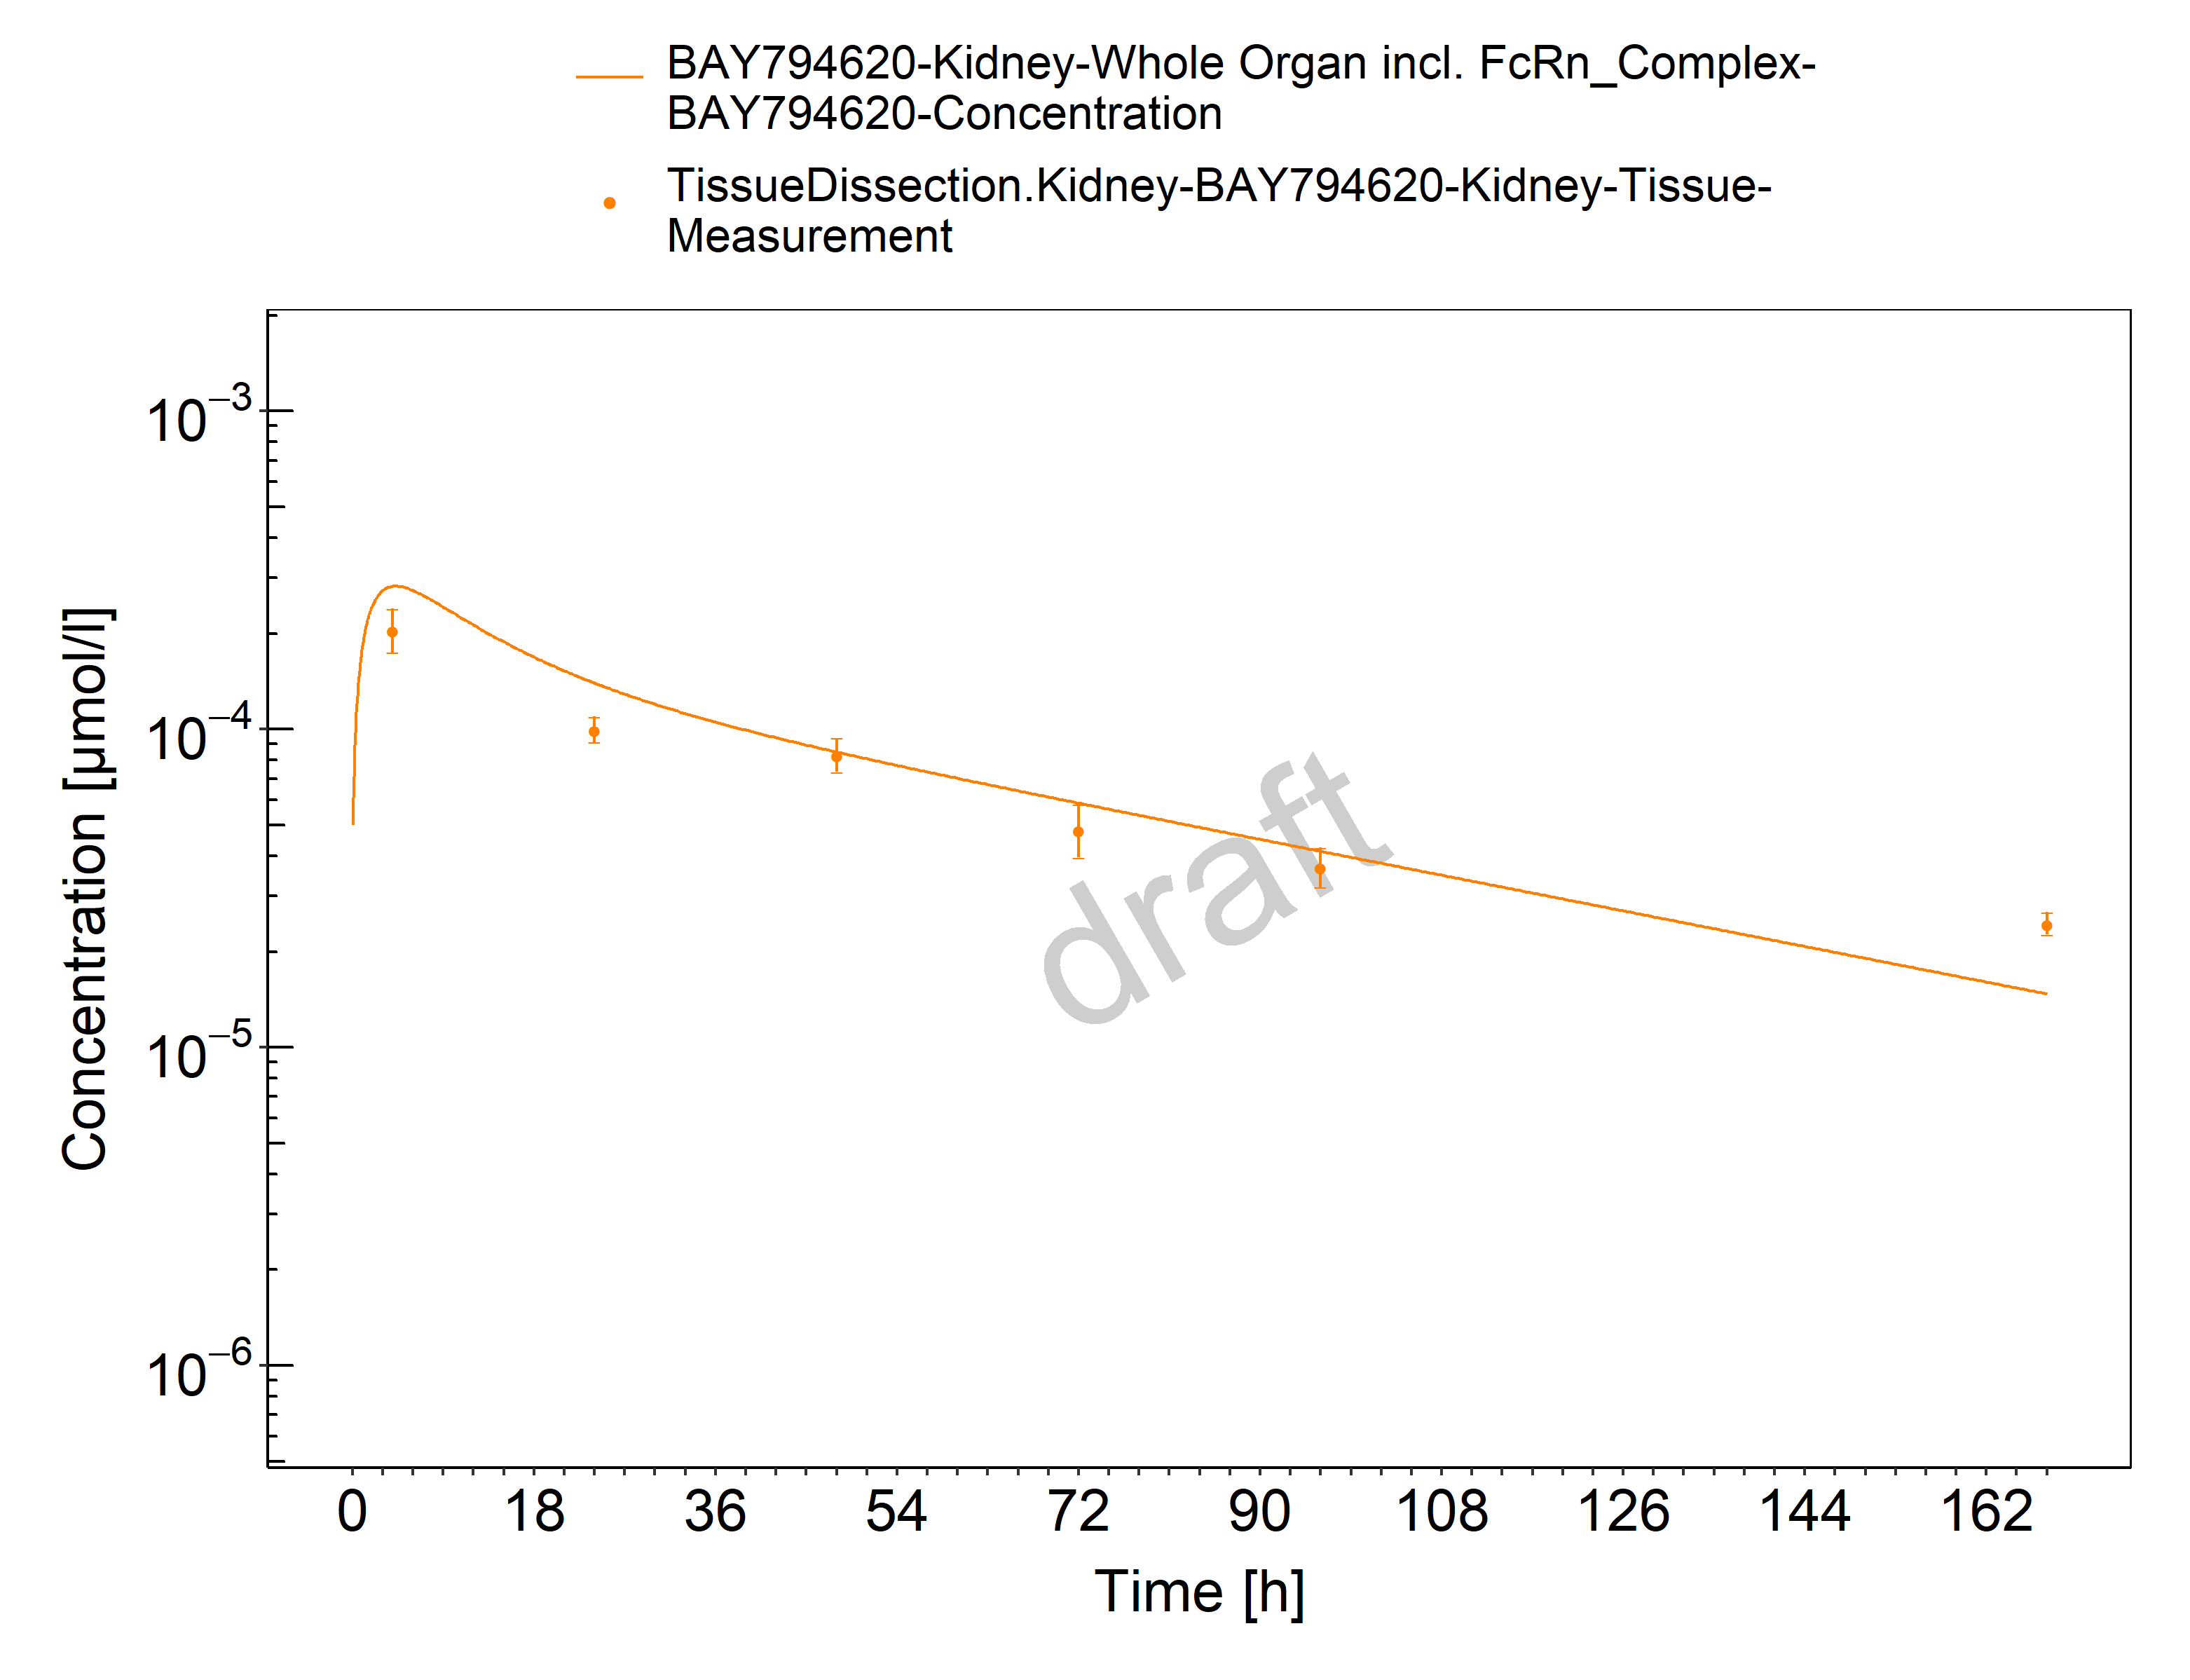 BAY794620-Kidney-Whole Organ incl. FcRn_Complex-
BAY794620-Concentration
TissueDissection.Kidney-BAY794620-Kidney-Tissue-
Measurement
10⁻³
10⁻⁴
10⁻⁵
10⁻⁶
Concentration [µmol/l]
draft
0 18 36 54 72 90 108 126 144 162
Time [h]